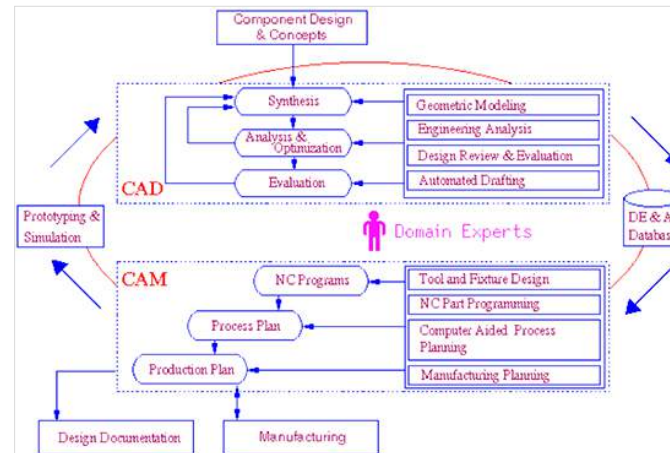 Component Design
& Concepts
Synthesis
Geometric Modeling
Analysis &
Optimization
Engineering Analysis
Design Review & Evaluation
Evaluation
Automated Drafting
CAD
Prototyping &
Simulation
DE & A
Database
Domain Experts
CAM
NC Programs
Tool and Fixture Design
NC Part Programming
Process Plan
Computer Aided Process
Planning
Production Plan
Manufacturing Planning
Design Documentation
Manufacturing